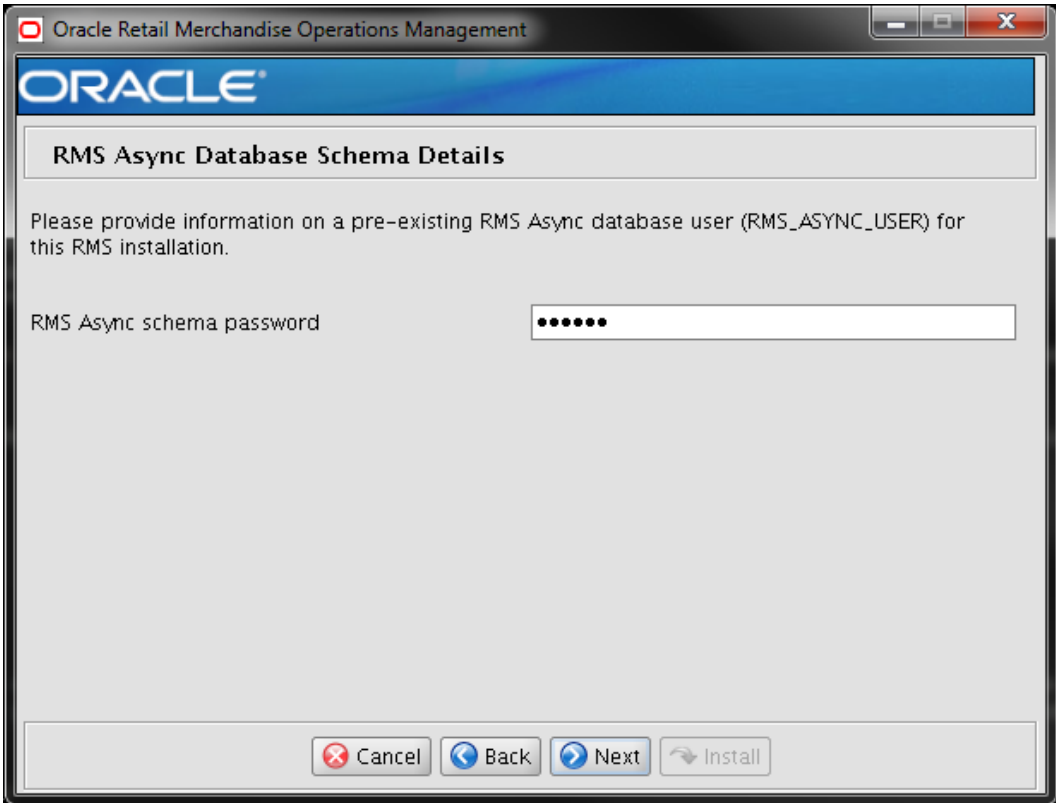 Oracle Retail Merchandise Operations Management
ORACLE®
RMS Async Database Schema Details
Please provide information on a pre-existing RMS Async database user (RMS_ASYNC_USER) for
this RMS installation.
RMS Async schema password ••••••
Cancel Back Next Install